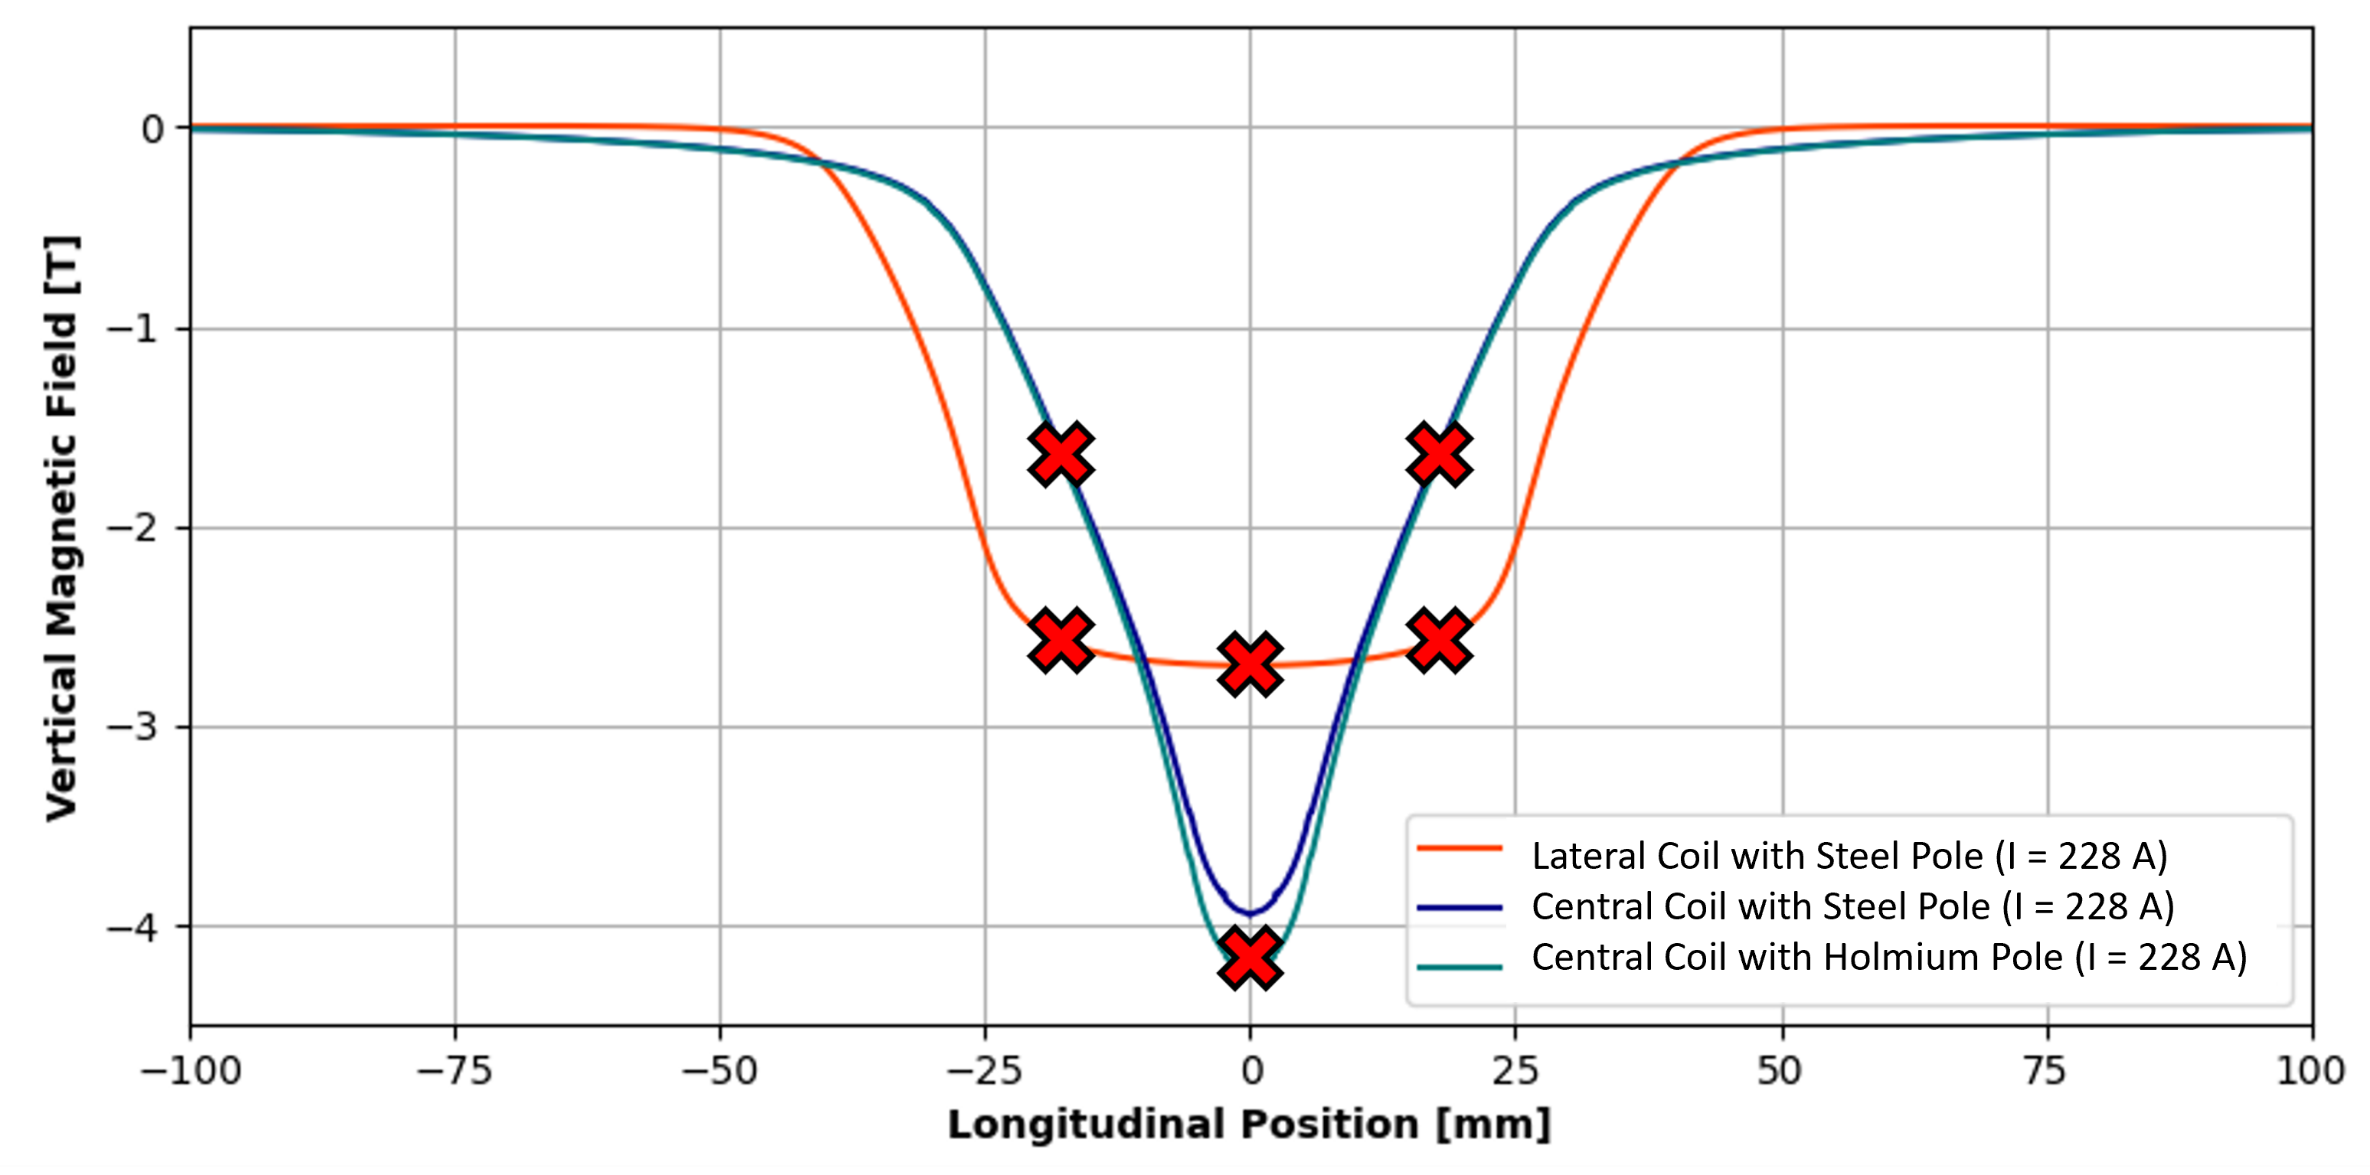 Vertical Magnetic Field [T]
0
−1
−2
−3
−4
Lateral Coil with Steel Pole (I = 228 A)
Central Coil with Steel Pole (I = 228 A)
Central Coil with Holmium Pole (I = 228 A)
−100 −75 −50 −25 0 25 50 75 100
Longitudinal Position [mm]